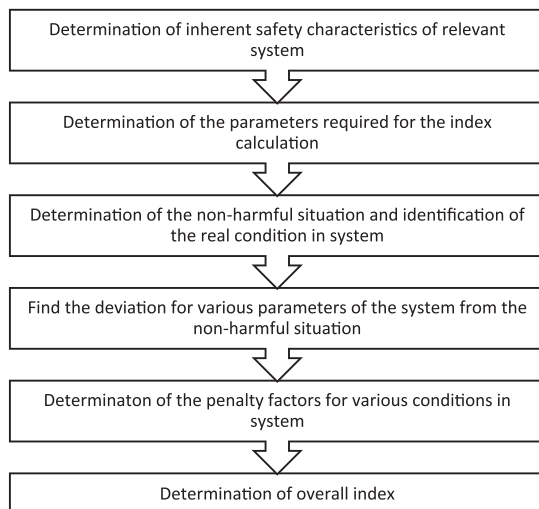 Determination of inherent safety characteristics of relevant
system
Determination of the parameters required for the index
calculation
Determination of the non-harmful situation and identification of
the real condition in system
Find the deviation for various parameters of the system from the
non-harmful situation
Determinaton of the penalty factors for various conditions in
system
Determination of overall index